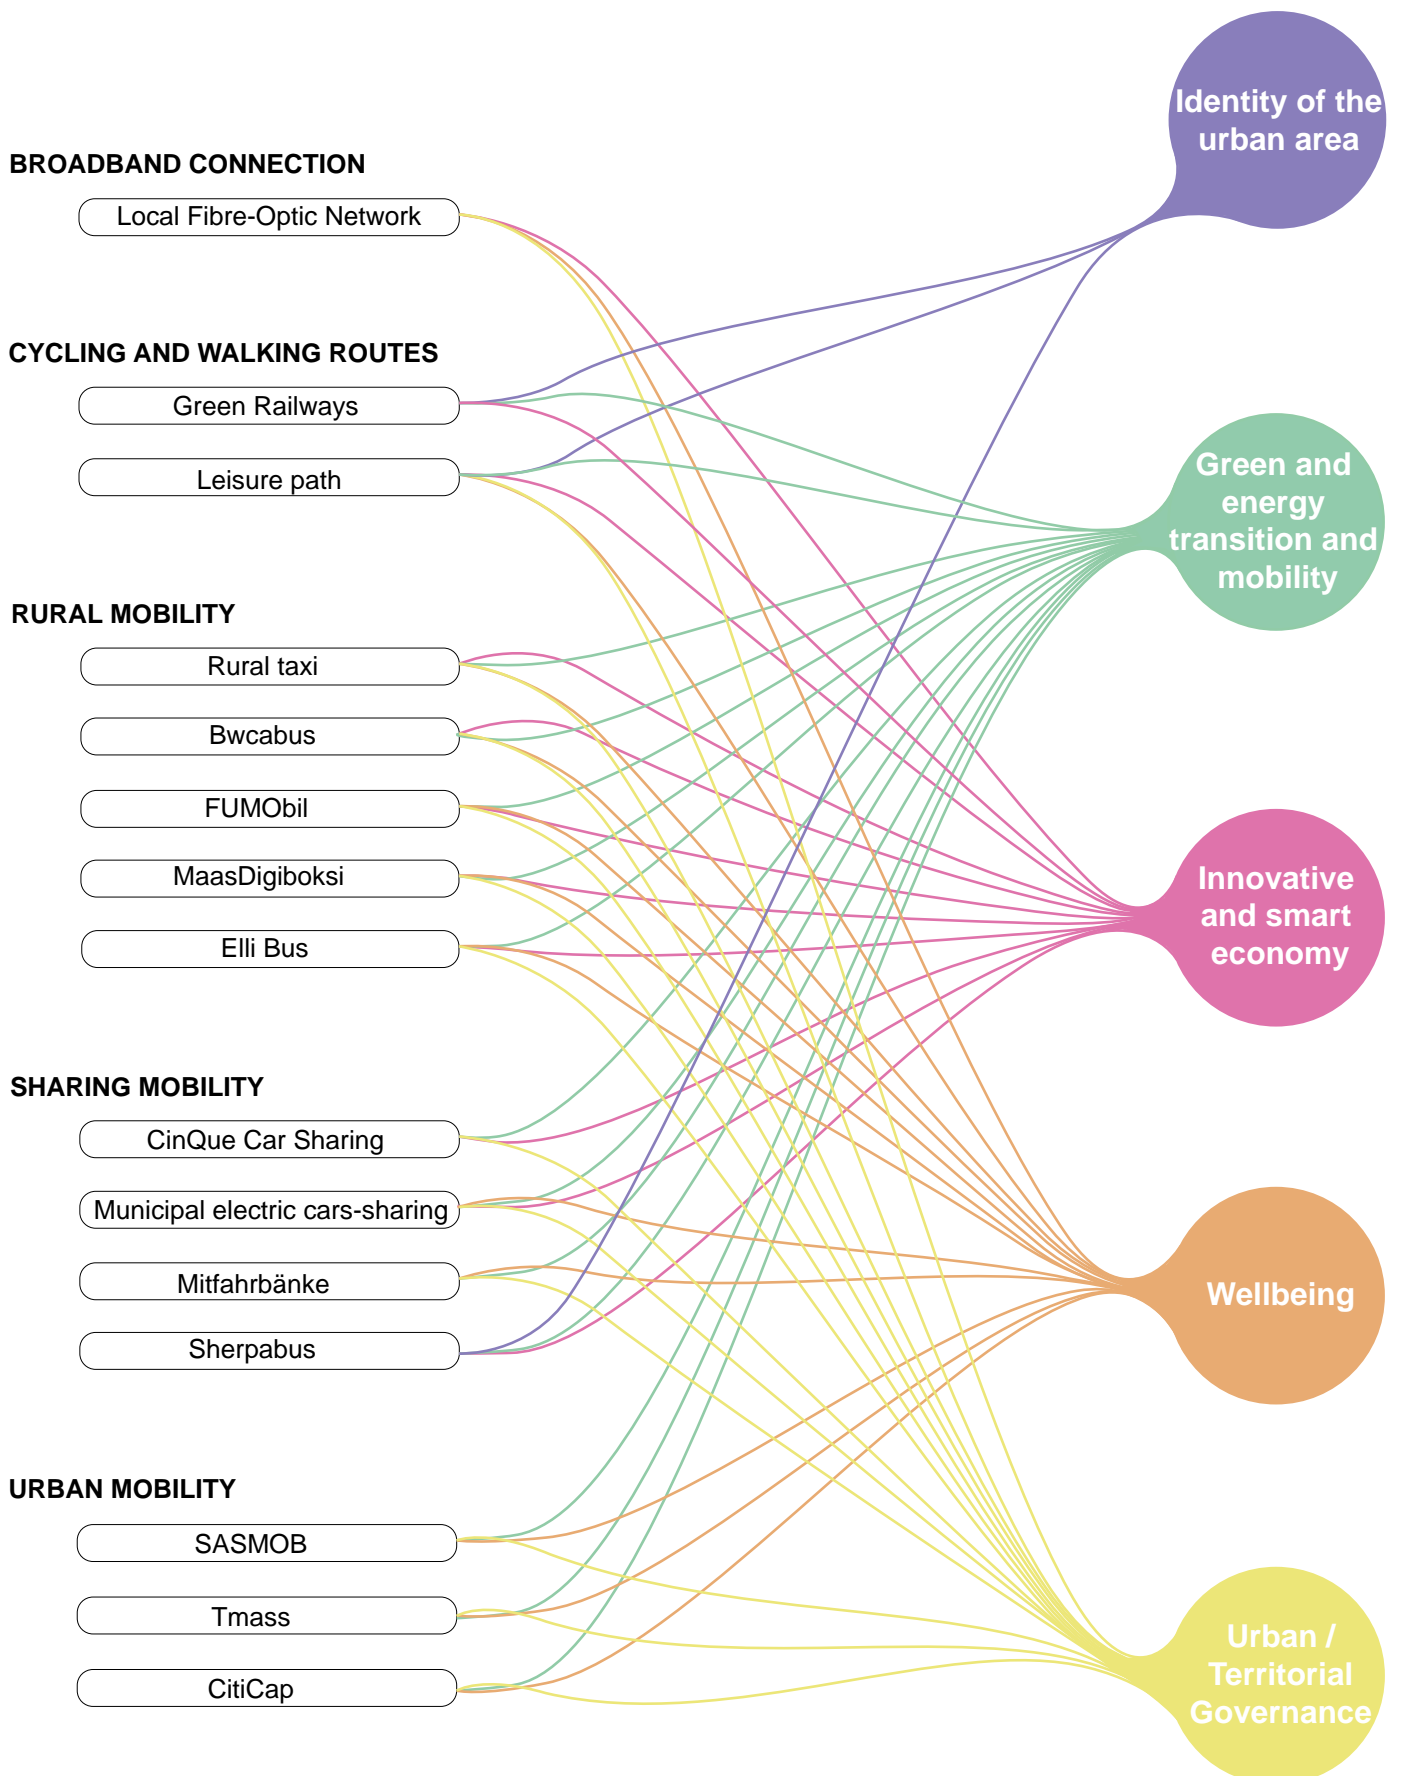 BROADBAND CONNECTION
Local Fibre-Optic Network
CYCLING AND WALKING ROUTES
Green Railways
Leisure path
RURAL MOBILITY
Rural taxi
Bwcabus
FUMObil
MaasDigiboksi
Elli Bus
SHARING MOBILITY
CinQue Car Sharing
Municipal electric cars-sharing
Mitfahrbänke
Sherpabus
URBAN MOBILITY
SASMOB
Tmass
CitiCap
Identity of the
urban area
Green and
energy
transition and
mobility
Innovative
and smart
economy
Wellbeing
Urban /
Territorial
Governance